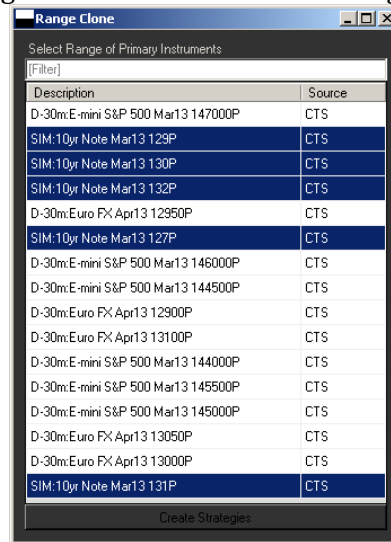 Range Clone
Select Range of Primary Instruments
[Filter]
Description Source
D-30m:E-mini S&P 500 Mar13 147000P CTS
SIM:10yr Note Mar13 129P CTS
SIM:10yr Note Mar13 130P CTS
SIM:10yr Note Mar13 132P CTS
D-30m:Euro FX Apr13 12950P CTS
SIM:10yr Note Mar13 127P CTS
D-30m:E-mini S&P 500 Mar13 146000P CTS
D-30m:E-mini S&P 500 Mar13 144500P CTS
D-30m:Euro FX Apr13 12900P CTS
D-30m:Euro FX Apr13 13100P CTS
D-30m:E-mini S&P 500 Mar13 144000P CTS
D-30m:E-mini S&P 500 Mar13 145500P CTS
D-30m:E-mini S&P 500 Mar13 145000P CTS
D-30m:Euro FX Apr13 13050P CTS
D-30m:Euro FX Apr13 13000P CTS
SIM:10yr Note Mar13 131P CTS
Create Strategies